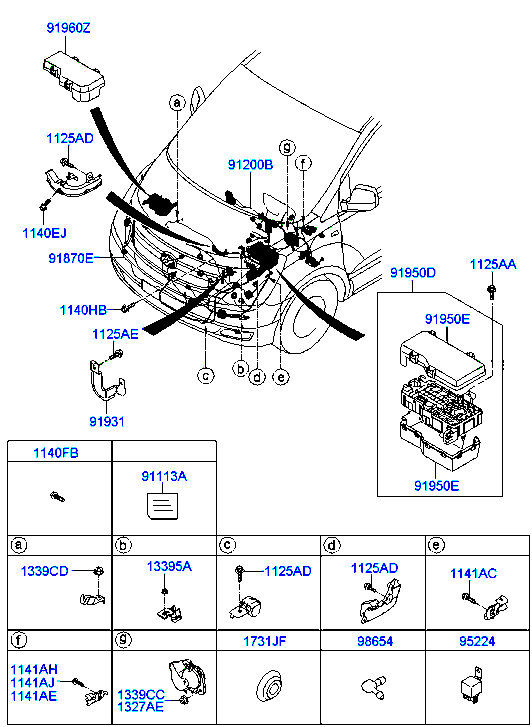 91960Z
a
1125AD
g
91200B
f
1140EJ
91870E
1125AA
91950D
1140HB
91950E
1125AE
b
c
d
e
91931
91950E
1140FB
91113A
a
b
c
d
e
1339CD
13395A
1125AD
1125AD
1141AC
f
g
1731JF
98654
95224
1141AH
1141AJ
1141AE
1339CC
1327AE